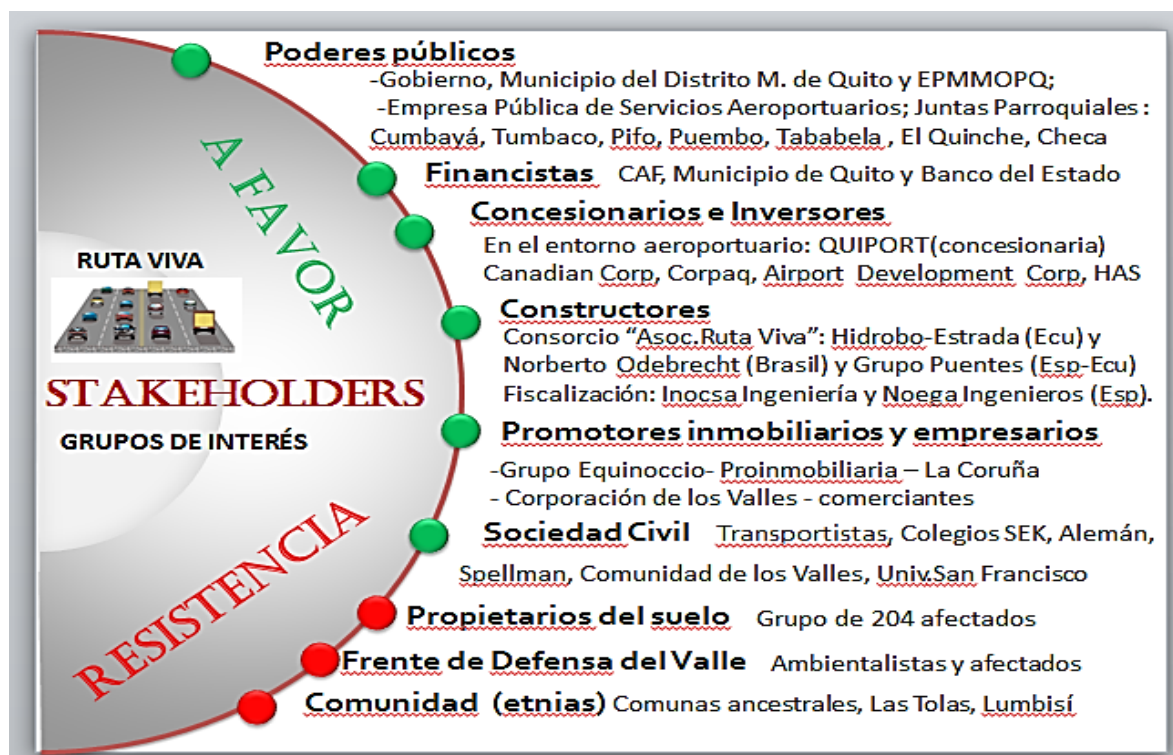 Poderes públicos
-Gobierno, Municipio del Distrito M. de Quito y EPMMOPQ;
-Empresa Pública de Servicios Aeroportuarios; Juntas Parroquiales :
Cumbayá, Tumbaco, Pifo, Puembo, Tababela , El Quinche, Checa
Financistas CAF, Municipio de Quito y Banco del Estado
Concesionarios e Inversores
En el entorno aeroportuario: QUIPORT(concesionaria)
Canadian Corp, Corpaq, Airport Development Corp, HAS
Constructores
Consorcio “Asoc.Ruta Viva”: Hidrobo-Estrada (Ecu) y
Norberto Odebrecht (Brasil) y Grupo Puentes (Esp-Ecu)
Fiscalización: Inocsa Ingeniería y Noega Ingenieros (Esp).
Promotores inmobiliarios y empresarios
-Grupo Equinoccio- Proinmobiliaria – La Coruña
- Corporación de los Valles - comerciantes
Sociedad Civil Transportistas, Colegios SEK, Alemán,
Spellman, Comunidad de los Valles, Univ.San Francisco
Propietarios del suelo Grupo de 204 afectados
Frente de Defensa del Valle Ambientalistas y afectados
Comunidad (etnias) Comunas ancestrales, Las Tolas, Lumbisí
A FAVOR
RUTA VIVA
STAKEHOLDERS
GRUPOS DE INTERÉS
RESISTENCIA